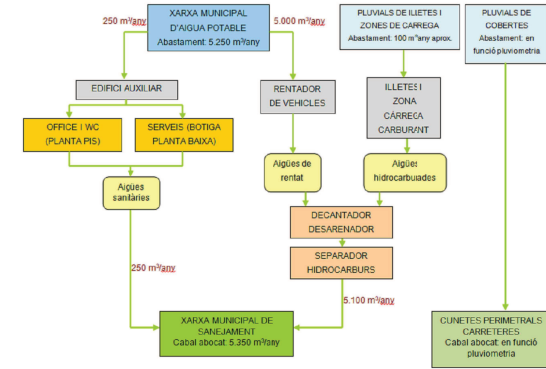 XARXA MUNICIPAL
D'AIGUA POTABLE
Abastament: 5.250 m³/any
250 m³/any
5.000 m³/any
PLUVIALS DE ILLETES I
ZONES DE CARREGA
Abastament: 100 m³any aprox.
PLUVIALS DE
COBERTES
Abastament: en
funció pluviometria
EDIFICI AUXILIAR
RENTADOR
DE VEHICLES
ILLETES I
ZONA
CÀRREGA
CARBURANT
OFFICE I WC
(PLANTA PIS)
SERVEIS (BOTIGA
PLANTA BAIXA)
Aigües
sanitàries
Aigües de
rentat
Aigües
hidrocarbuades
DECANTADOR
DESARENADOR
SEPARADOR
HIDROCARBURS
250 m³/any
5.100 m³/any
XARXA MUNICIPAL DE
SANEJAMENT
Cabal abocat: 5.350 m³/any
CUNETES PERIMETRALS
CARRETERES
Cabal abocat: en funció
pluviometria